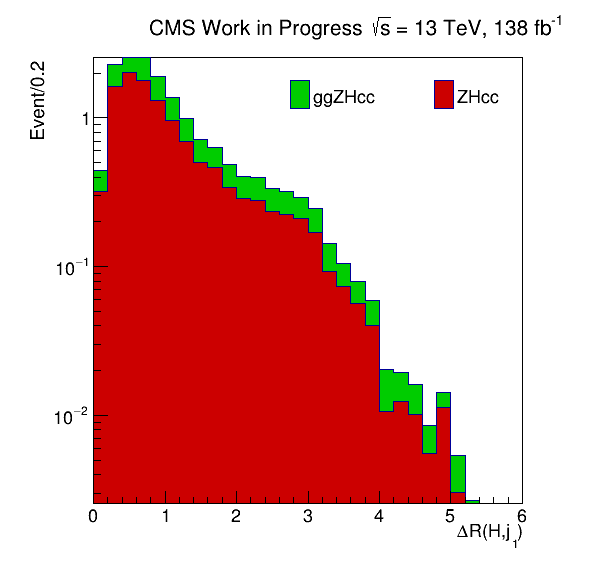 CMS Work in Progress √s = 13 TeV, 138 fb⁻¹
Event/0.2
ggZHcc ZHcc
1
10⁻¹
10⁻²
0 1 2 3 4 5 6
ΔR(H,j₁)